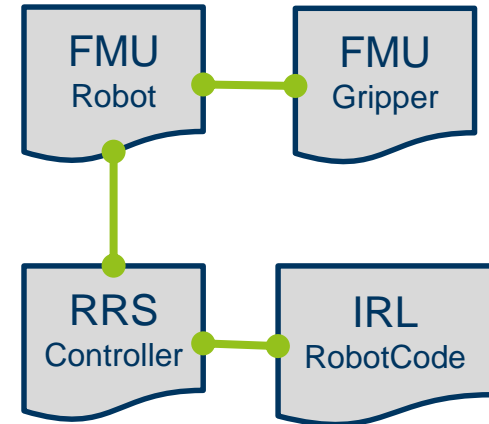 FMU
Robot
FMU
Gripper
RRS
Controller
IRL
RobotCode